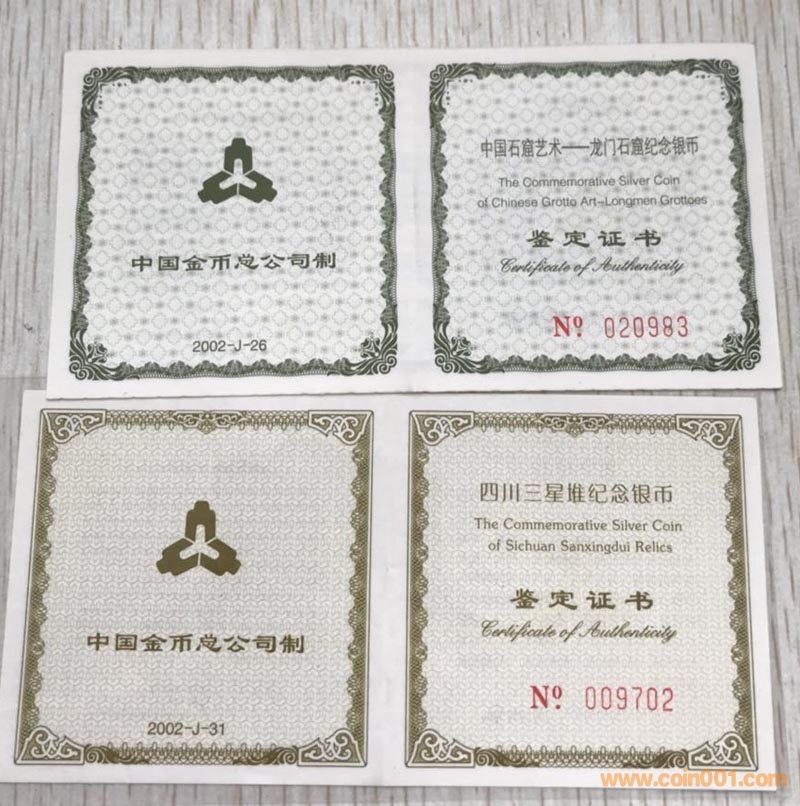 中国金币总公司制
2002-J-26
中国石窟艺术——龙门石窟纪念银币
The Commemorative Silver Coin
of Chinese Grotto Art-Longmen Grottoes
鉴定证书
Certificate of Authenticity
Nº 020983
中国金币总公司制
2002-J-31
四川三星堆纪念银币
The Commemorative Silver Coin
of Sichuan Sanxingdui Relics
鉴定证书
Certificate of Authenticity
Nº 009702
www.coin001.com